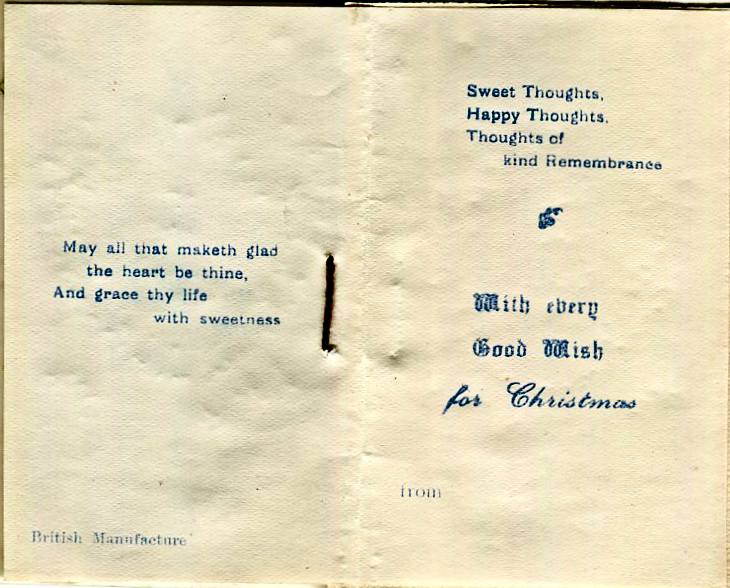 May all that maketh glad
the heart be thine,
And grace thy life
with sweetness
British Manufacture
Sweet Thoughts,
Happy Thoughts.
Thoughts of
kind Remembrance
With every
Good Wish
for Christmas
from